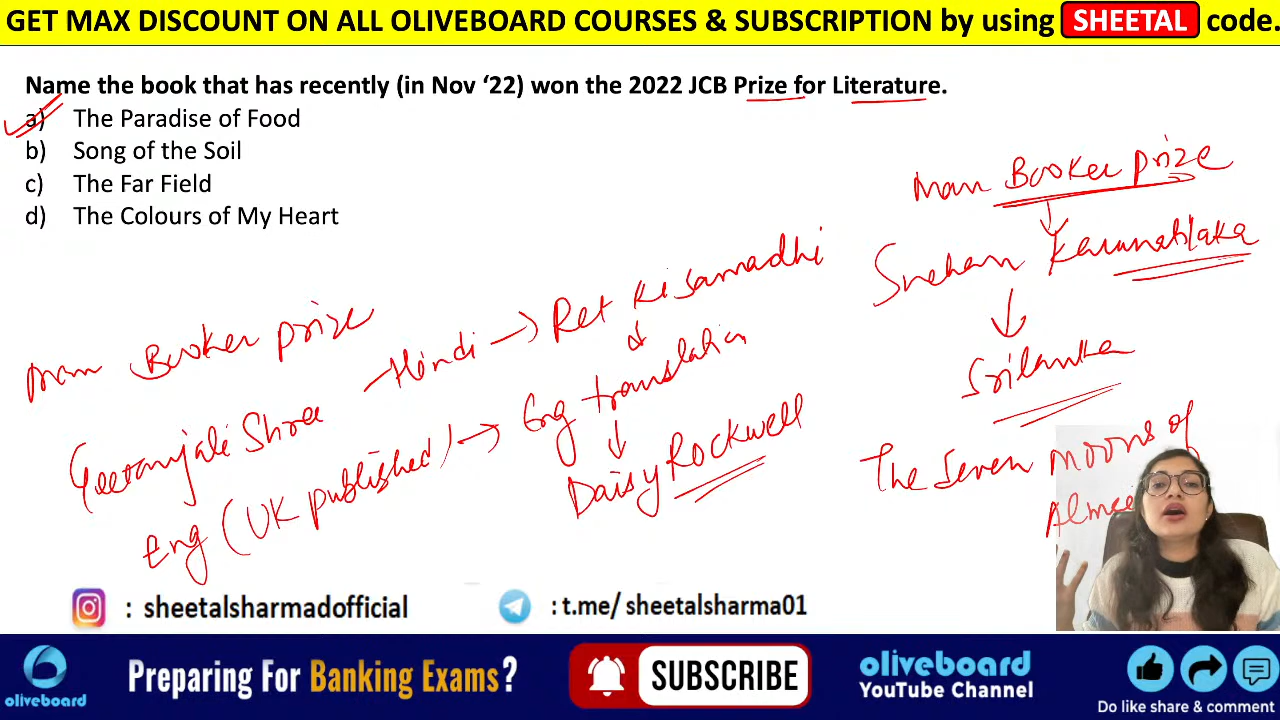 GET MAX DISCOUNT ON ALL OLIVEBOARD COURSES & SUBSCRIPTION by using SHEETAL code.
Name the book that has recently (in Nov ‘22) won the 2022 JCB Prize for Literature.
a) The Paradise of Food
b) Song of the Soil
c) The Far Field
d) The Colours of My Heart
Man Booker prize
Karunatilaka
Srilanka
The Seven Moons of
Man Booker prize
Geetanjali Shree
Hindi → Ret ki samadhi
Eng (UK published) → Eng translation
Daisy Rockwell
: sheetalsharmadofficial
: t.me/ sheetalsharma01
oliveboard
Preparing For Banking Exams?
SUBSCRIBE
oliveboard
YouTube Channel
Do like share & comment